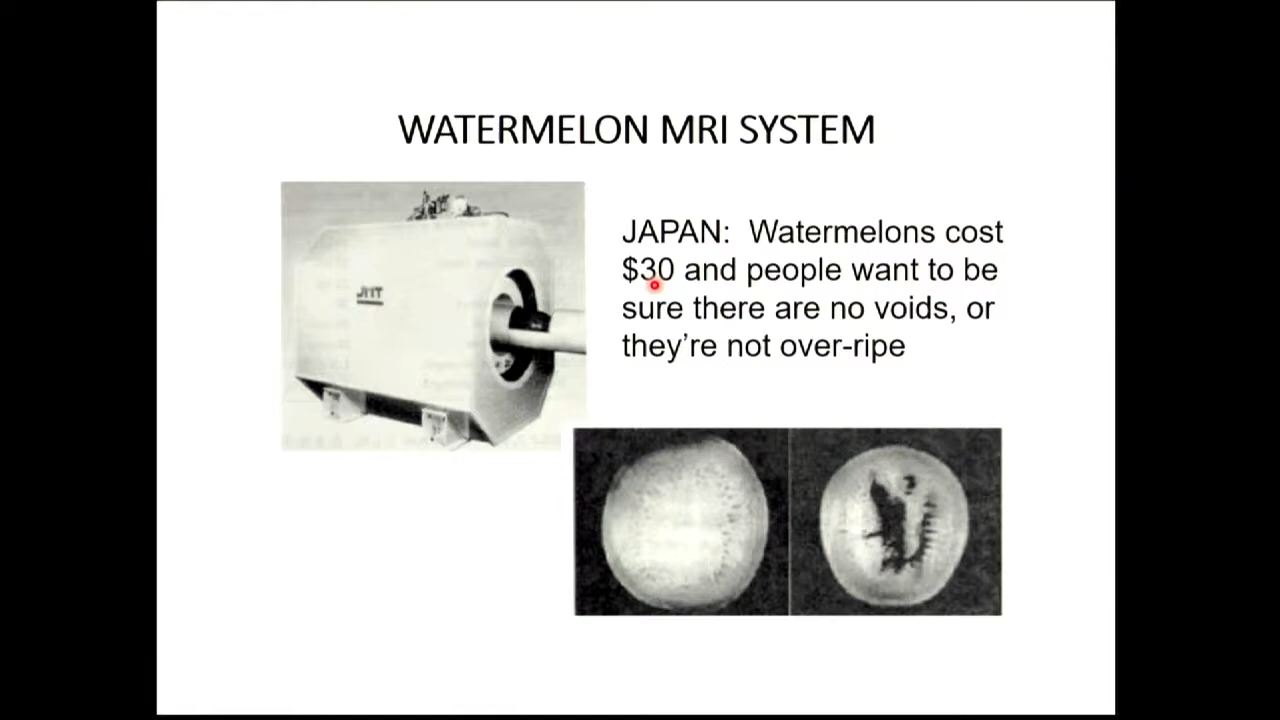 WATERMELON MRI SYSTEM
JMT
JAPAN: Watermelons cost
$30 and people want to be
sure there are no voids, or
they're not over-ripe